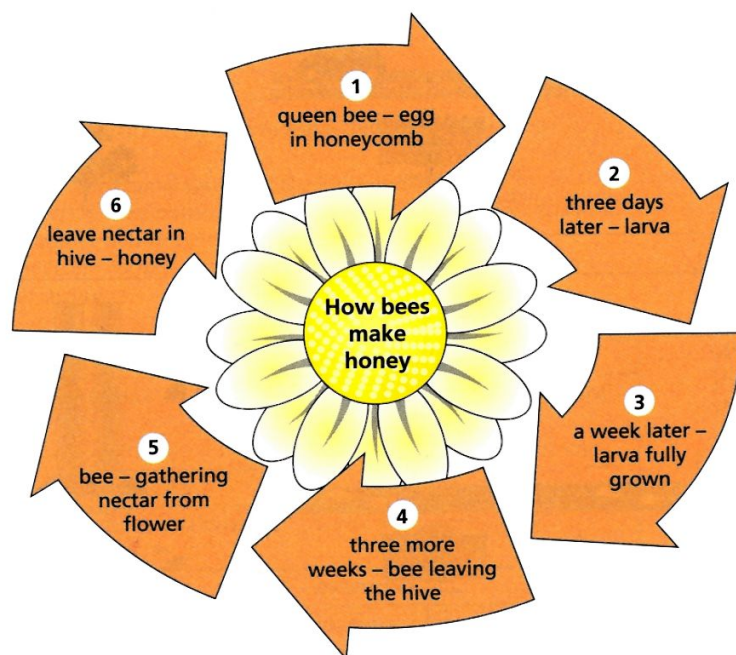 How bees
make
honey
1
queen bee – egg
in honeycomb
2
three days
later – larva
3
a week later –
larva fully
grown
4
three more
weeks – bee leaving
the hive
5
bee – gathering
nectar from
flower
6
leave nectar in
hive – honey